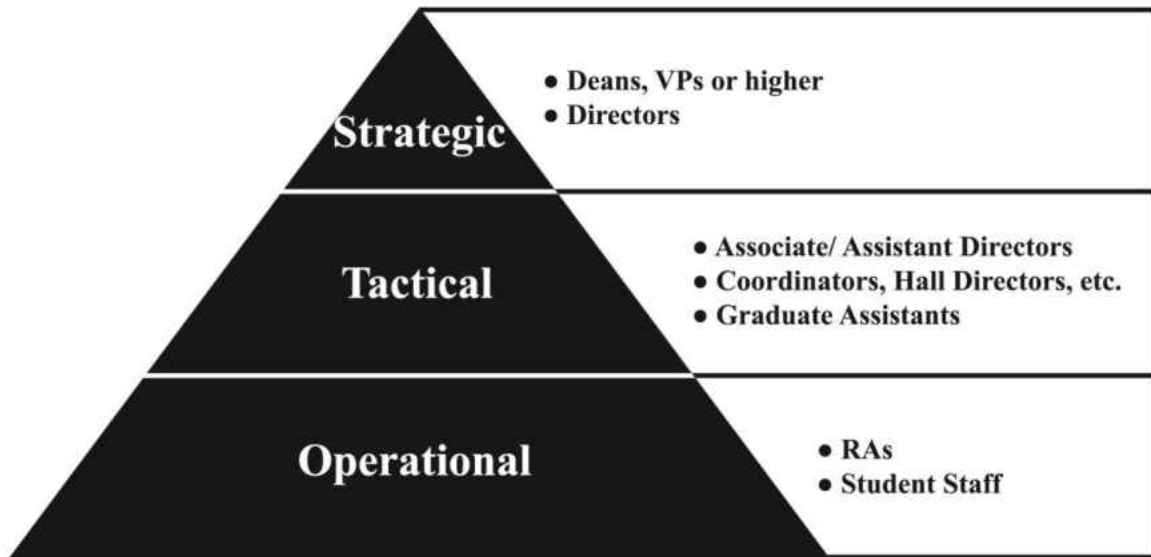 Strategic
● Deans, VPs or higher
● Directors
Tactical
● Associate/ Assistant Directors
● Coordinators, Hall Directors, etc.
● Graduate Assistants
Operational
● RAs
● Student Staff